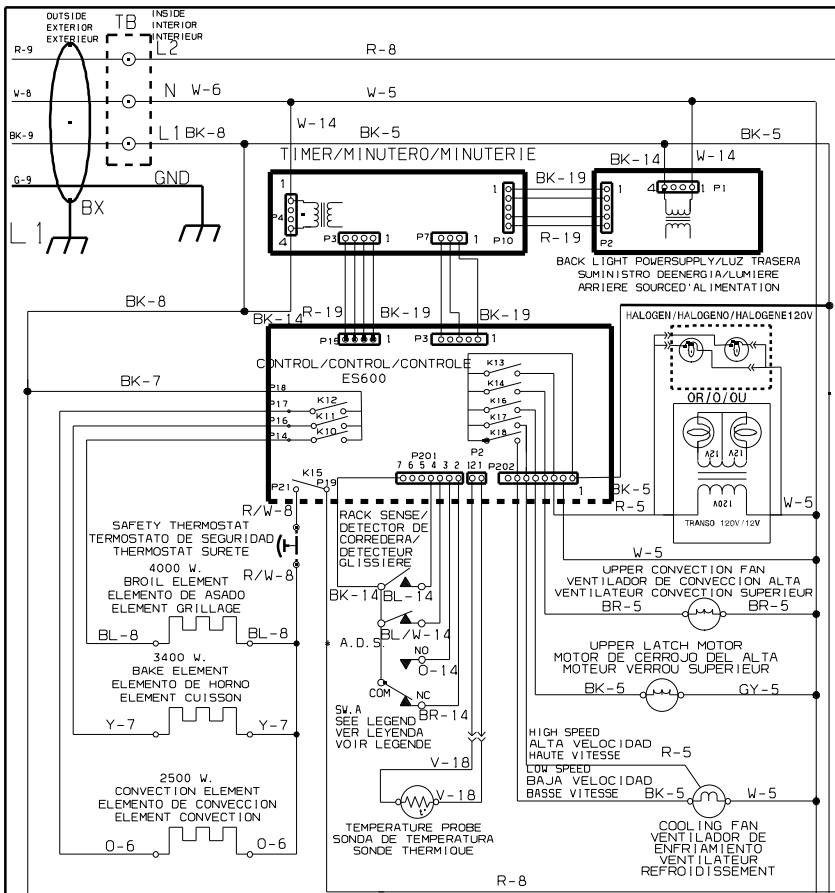 OUTSIDE
EXTERIOR
EXTERIEUR
TB
INSIDE
INTERIOR
INTERIEUR
R-9
L2
R-8
W-8
N W-6
W-5
W-14
BK-9
L1 BK-8
BK-5
BK-5
TIMER/MINUTERO/MINUTERIE
BK-14
W-14
G-9
GND
BX
L1
1
P4
4
P3
1
P7
1
1
P10
BK-19
R-19
1
P2
4
1 P1
BACK LIGHT POWERSUPPLY/LUZ TRASERA
SUMINISTRO DEENERGIA/LUMIERE
ARRIERE SOURCED'ALIMENTATION
BK-8
R-19
BK-19
BK-19
BK-14
HALOGEN/HALOGENO/HALOGENE120V
P15
1
P3
1
CONTROL/CONTROL/CONTROLE
ES600
BK-7
P18
P17
K12
P16
K11
P14
K10
K13
K14
K16
K17
K18
OR/O/OU
12V
12V
120V
TRANSO 120V/12V
P201
7 6 5 4 3 2
P2
121
P202
1
K15
P21
P19
BK-5
R-5
W-5
R/W-8
SAFETY THERMOSTAT
TERMOSTATO DE SEGURIDAD
THERMOSTAT SURETE
R/W-8
RACK SENSE/
DETECTOR DE
CORREDERA/
DETECTEUR
GLISSIERE
W-5
4000 W.
BROIL ELEMENT
ELEMENTO DE ASADO
ELEMENT GRILLAGE
BL-8
BL-8
BK-14
BL-14
BL/W-14
* A.D.S.
NO
O-14
COM
NC
BR-14
UPPER CONVECTION FAN
VENTILADOR DE CONVECCION ALTA
VENTILATEUR CONVECTION SUPERIEUR
BR-5
BR-5
3400 W.
BAKE ELEMENT
ELEMENTO DE HORNO
ELEMENT CUISSON
Y-7
Y-7
SW.A
SEE LEGEND
VER LEYENDA
VOIR LEGENDE
UPPER LATCH MOTOR
MOTOR DE CERROJO DEL ALTA
MOTEUR VERROU SUPERIEUR
BK-5
GY-5
HIGH SPEED
ALTA VELOCIDAD
HAUTE VITESSE
R-5
LOW SPEED
BAJA VELOCIDAD
BASSE VITESSE
BK-5
W-5
2500 W.
CONVECTION ELEMENT
ELEMENTO DE CONVECCION
ELEMENT CONVECTION
O-6
O-6
V-18
V-18
t°
TEMPERATURE PROBE
SONDA DE TEMPERATURA
SONDE THERMIQUE
COOLING FAN
VENTILADOR DE
ENFRIAMIENTO
VENTILATEUR
REFROIDISSEMENT
R-8